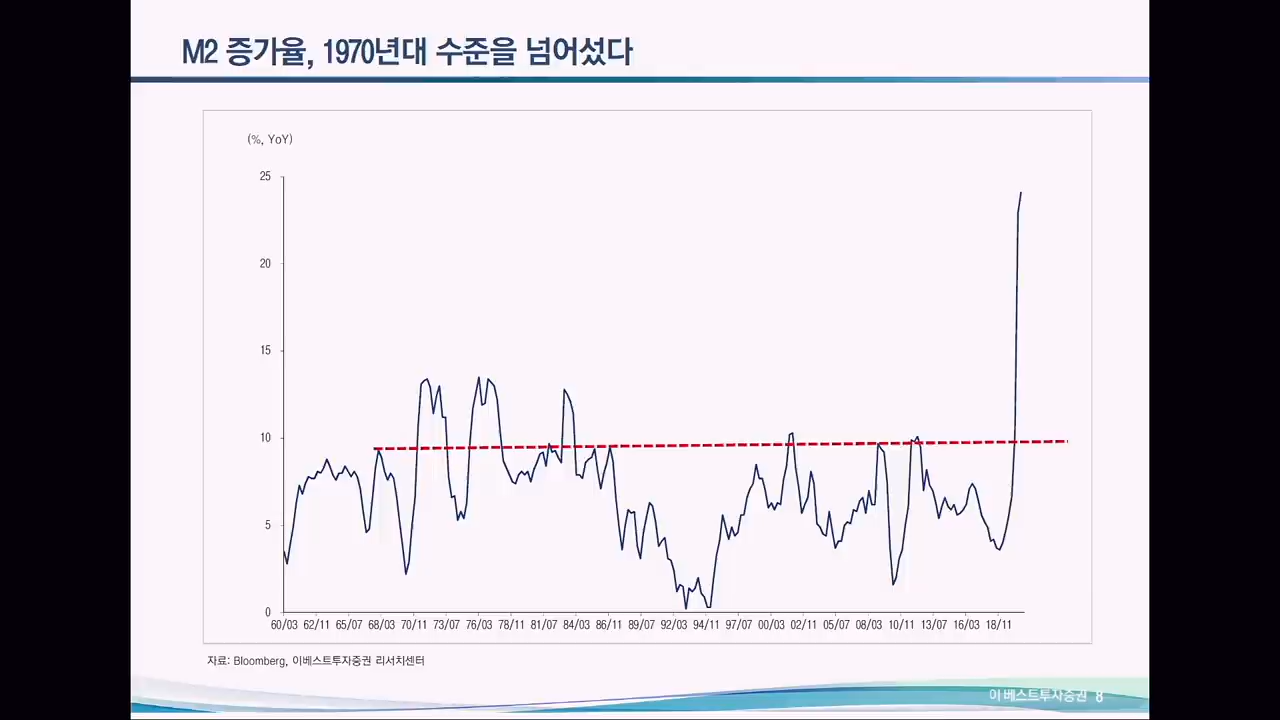 M2 증가율, 1970년대 수준을 넘어섰다
(%, YoY)
25
20
15
10
5
0
60/03 62/11 65/07 68/03 70/11 73/07 76/03 78/11 81/07 84/03 86/11 89/07 92/03 94/11 97/07 00/03 02/11 05/07 08/03 10/11 13/07 16/03 18/11
자료: Bloomberg, 이베스트투자증권 리서치센터
이베스트투자증권 8